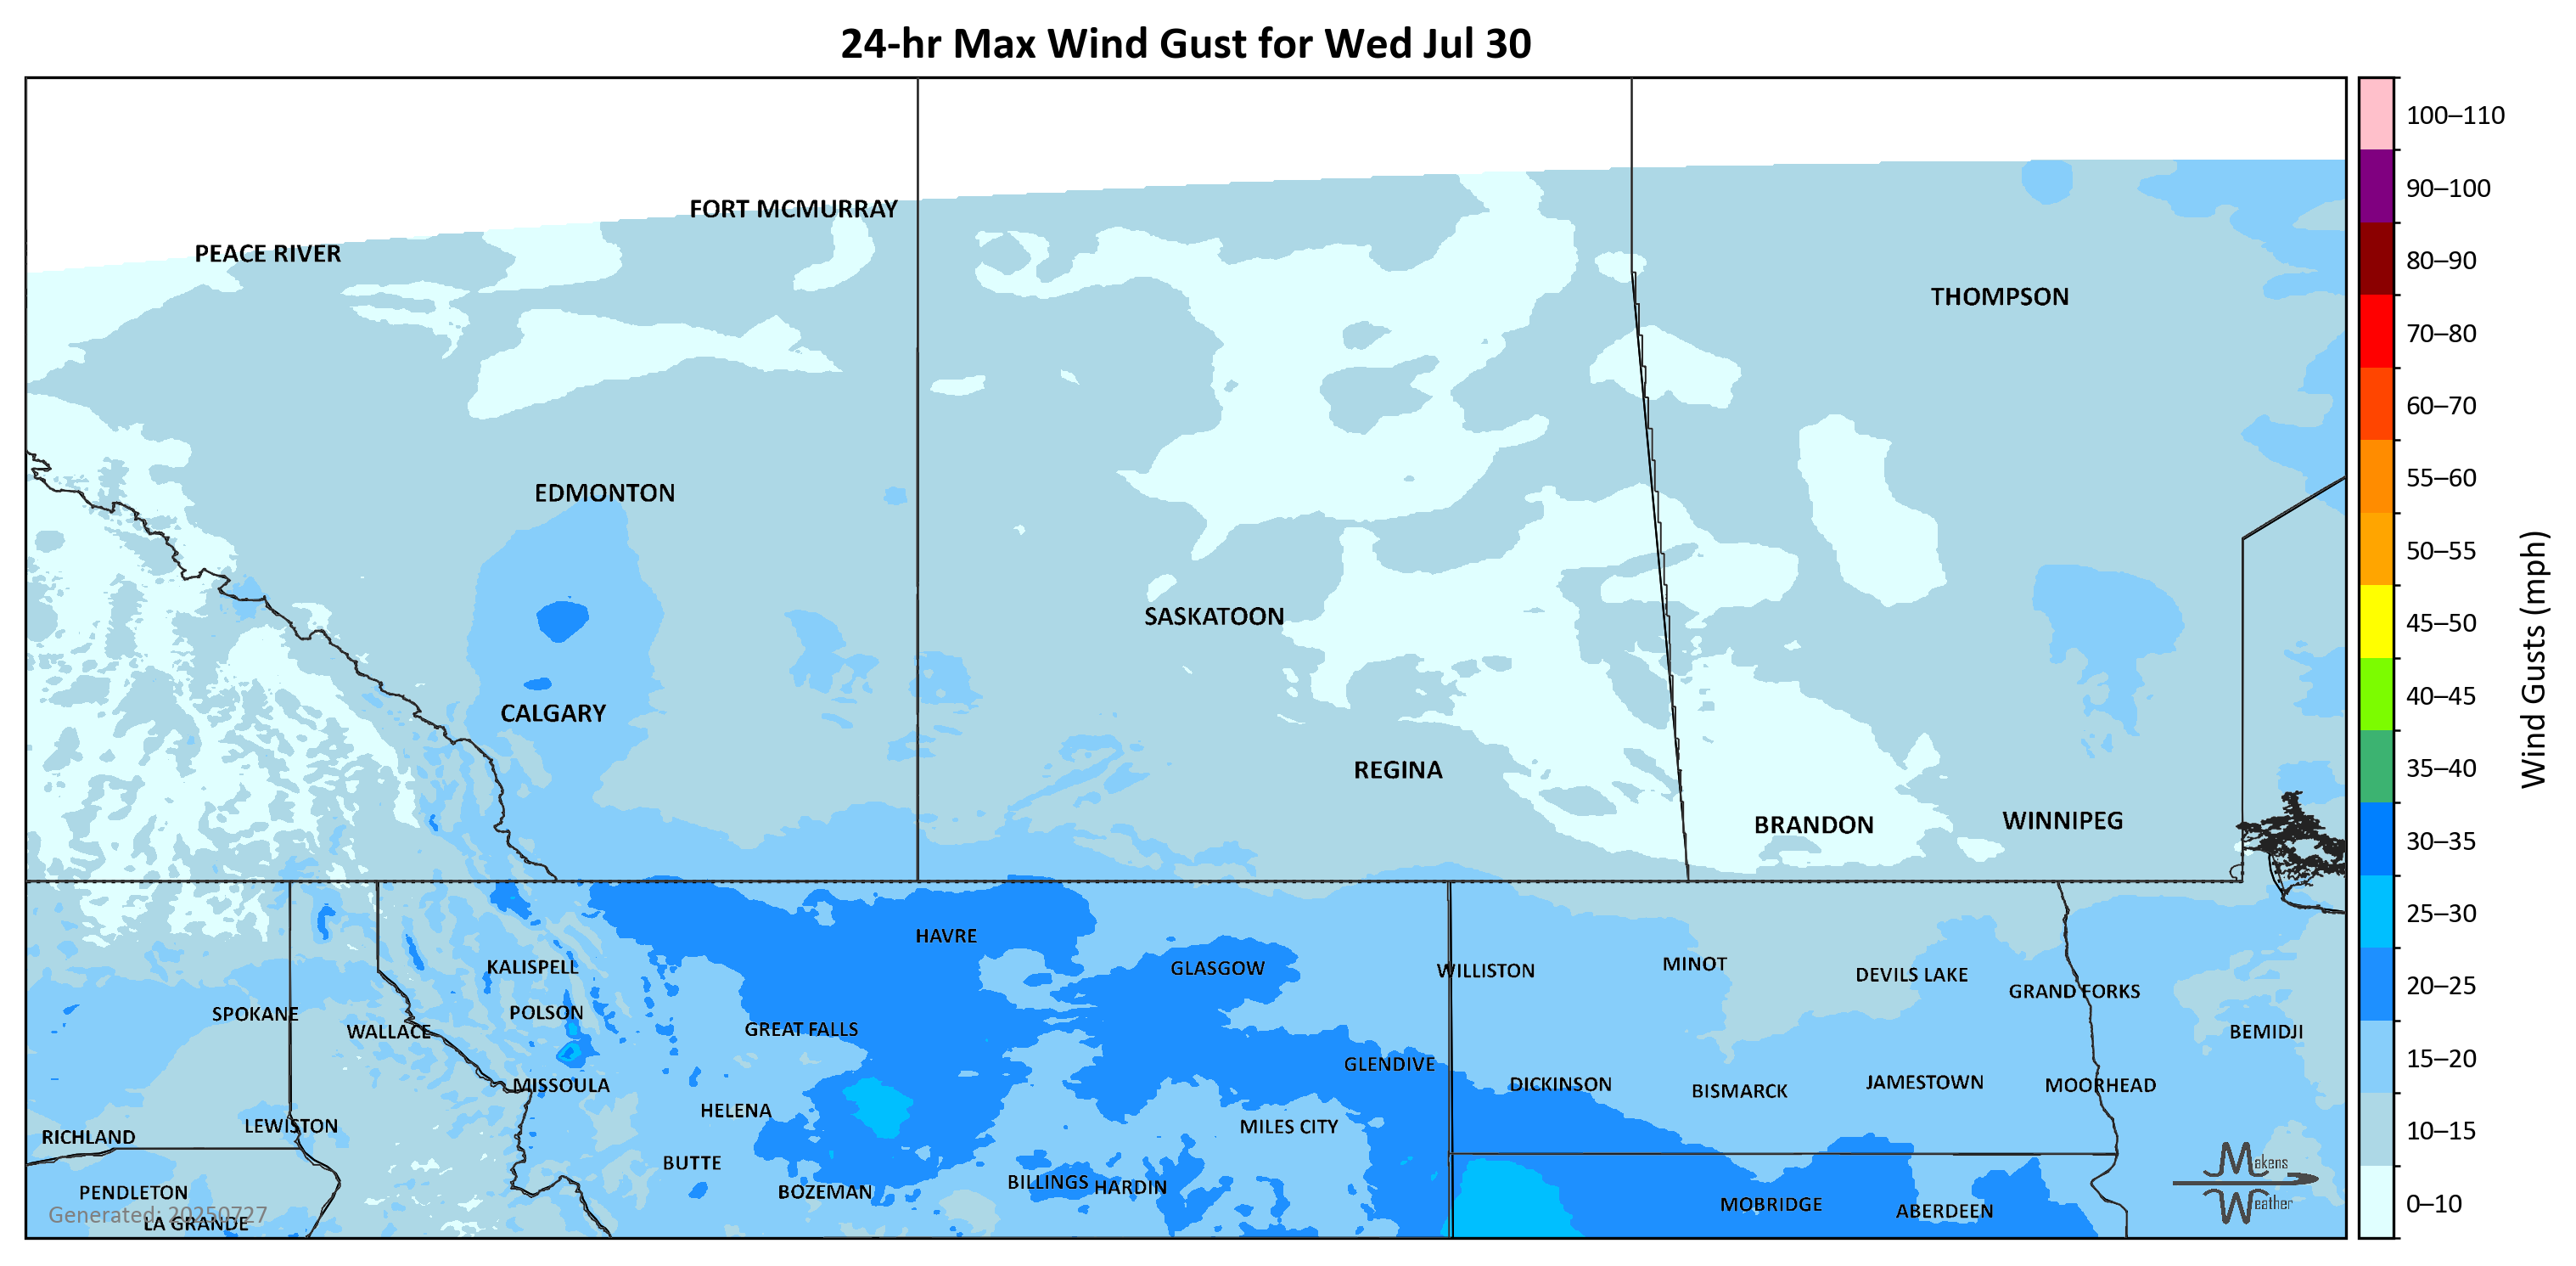 24-hr Max Wind Gust for Wed Jul 30
FORT MCMURRAY
PEACE RIVER
THOMPSON
EDMONTON
SASKATOON
CALGARY
REGINA
BRANDON
WINNIPEG
HAVRE
KALISPELL
GLASGOW
WILLISTON
MINOT
DEVILS LAKE
GRAND FORKS
SPOKANE
POLSON
WALLACE
GREAT FALLS
BEMIDJI
GLENDIVE
MISSOULA
DICKINSON
BISMARCK
JAMESTOWN
MOORHEAD
HELENA
LEWISTON
MILES CITY
RICHLAND
BUTTE
BILLINGS
HARDIN
PENDLETON
BOZEMAN
MOBRIDGE
ABERDEEN
Generated: 20250727
LA GRANDE
Makens
Weather
100–110
90–100
80–90
70–80
60–70
55–60
50–55
45–50
40–45
35–40
30–35
25–30
20–25
15–20
10–15
0–10
Wind Gusts (mph)